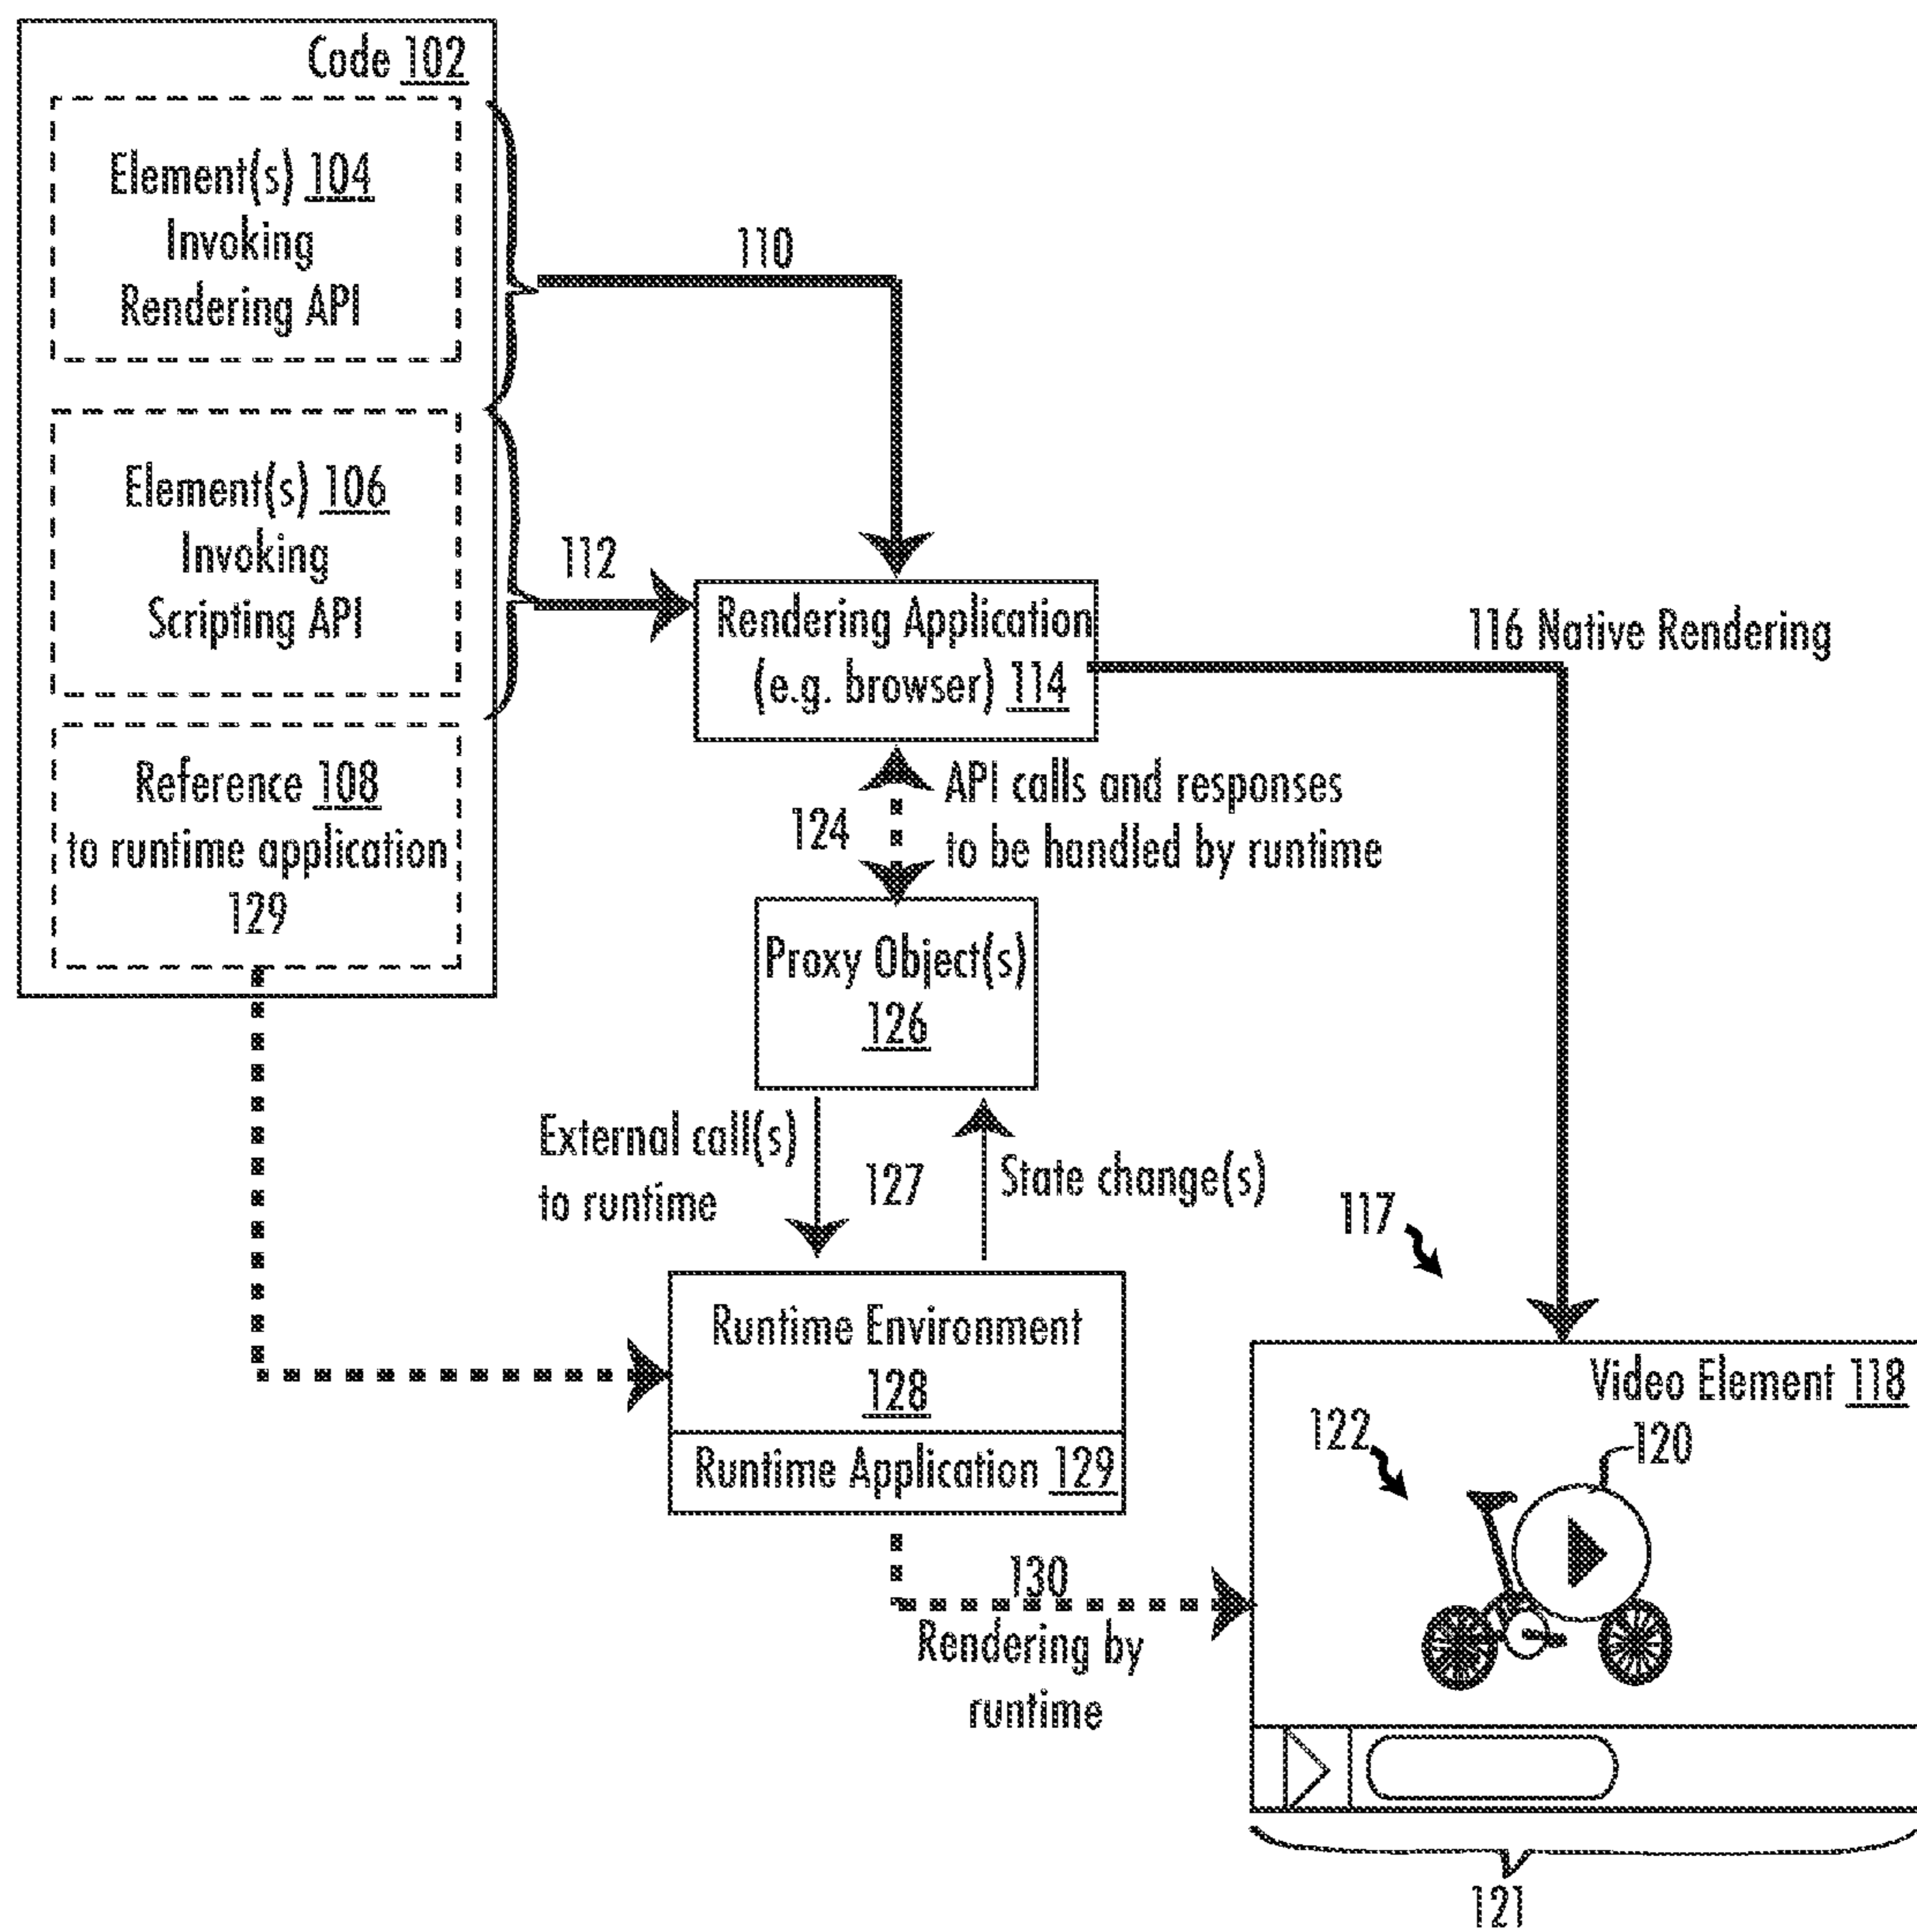 Code 102
Element(s) 104
Invoking
Rendering API
Element(s) 106
Invoking
Scripting API
Reference 108
to runtime application
129
110
112
Rendering Application
(e.g. browser) 114
116 Native Rendering
124
API calls and responses
to be handled by runtime
Proxy Object(s)
126
External call(s)
to runtime
127
State change(s)
117
Runtime Environment
128
Runtime Application 129
130
Rendering by
runtime
Video Element 118
122
120
121